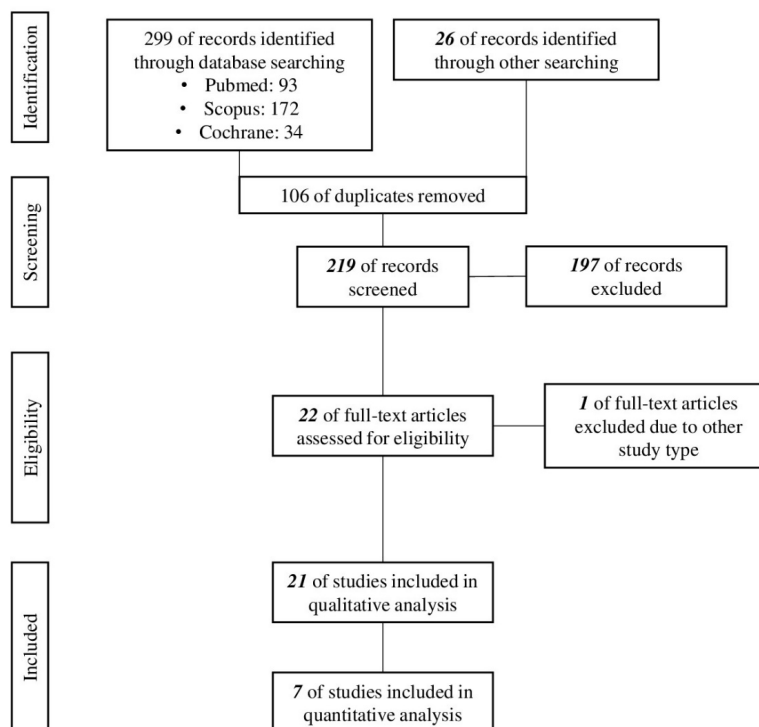 Identification
299 of records identified
through database searching
• Pubmed: 93
• Scopus: 172
• Cochrane: 34
26 of records identified
through other searching
Screening
106 of duplicates removed
219 of records
screened
197 of records
excluded
Eligibility
22 of full-text articles
assessed for eligibility
1 of full-text articles
excluded due to other
study type
Included
21 of studies included in
qualitative analysis
7 of studies included in
quantitative analysis